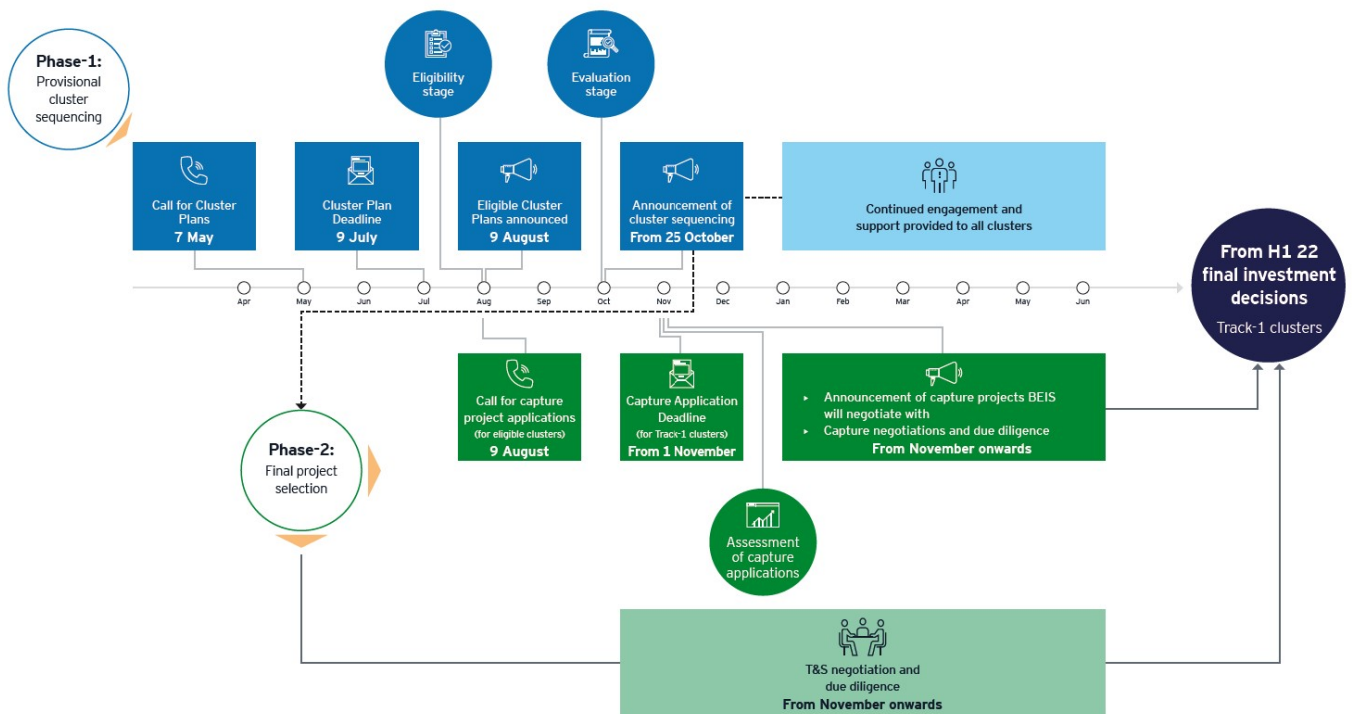 Phase-1:
Provisional
cluster
sequencing
Eligibility
stage
Evaluation
stage
Call for Cluster
Plans
7 May
Cluster Plan
Deadline
9 July
Eligible Cluster
Plans announced
9 August
Announcement of
cluster sequencing
From 25 October
Continued engagement and
support provided to all clusters
From H1 22
final investment
decisions
Track-1 clusters
Apr
May
Jun
Jul
Aug
Sep
Oct
Nov
Dec
Jan
Feb
Mar
Apr
May
Jun
Phase-2:
Final project
selection
Call for capture
project applications
(for eligible clusters)
9 August
Capture Application
Deadline
(for Track-1 clusters)
From 1 November
Announcement of capture projects BEIS
will negotiate with
Capture negotiations and due diligence
From November onwards
Assessment
of capture
applications
T&S negotiation and
due diligence
From November onwards